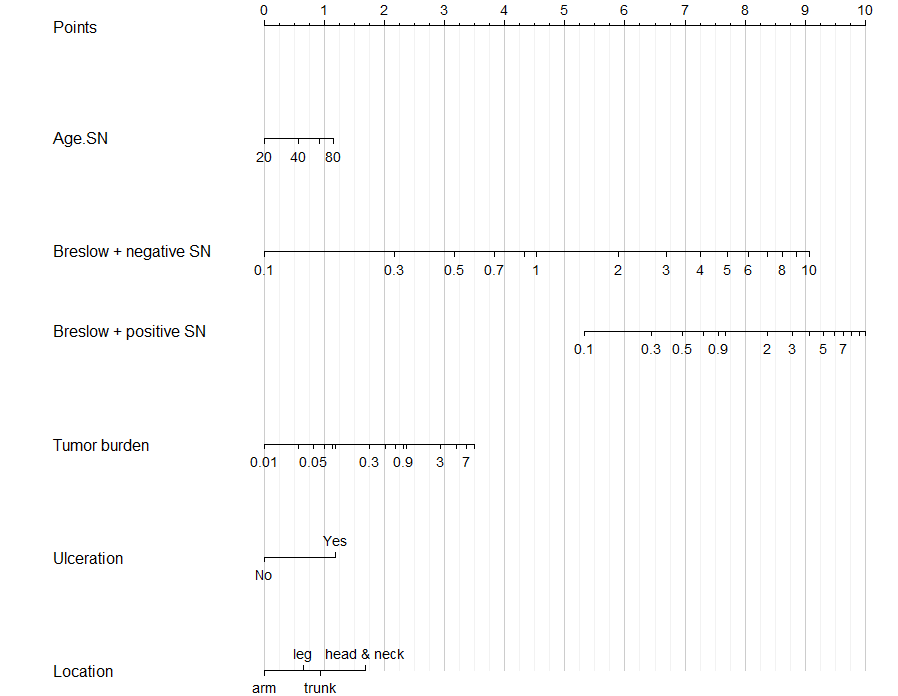 0 1 2 3 4 5 6 7 8 9 10
Points
Age.SN
20 40 80
Breslow + negative SN
0.1 0.3 0.5 0.7 1 2 3 4 5 6 8 10
Breslow + positive SN
0.1 0.3 0.5 0.9 2 3 5 7
Tumor burden
0.01 0.05 0.3 0.9 3 7
Yes
Ulceration
No
leg head & neck
Location
arm trunk